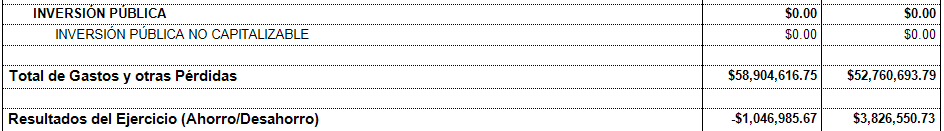 INVERSIÓN PÚBLICA $0.00 $0.00
INVERSIÓN PÚBLICA NO CAPITALIZABLE $0.00 $0.00
Total de Gastos y otras Pérdidas $58,904,616.75 $52,760,693.79
Resultados del Ejercicio (Ahorro/Desahorro) -$1,046,985.67 $3,826,550.73